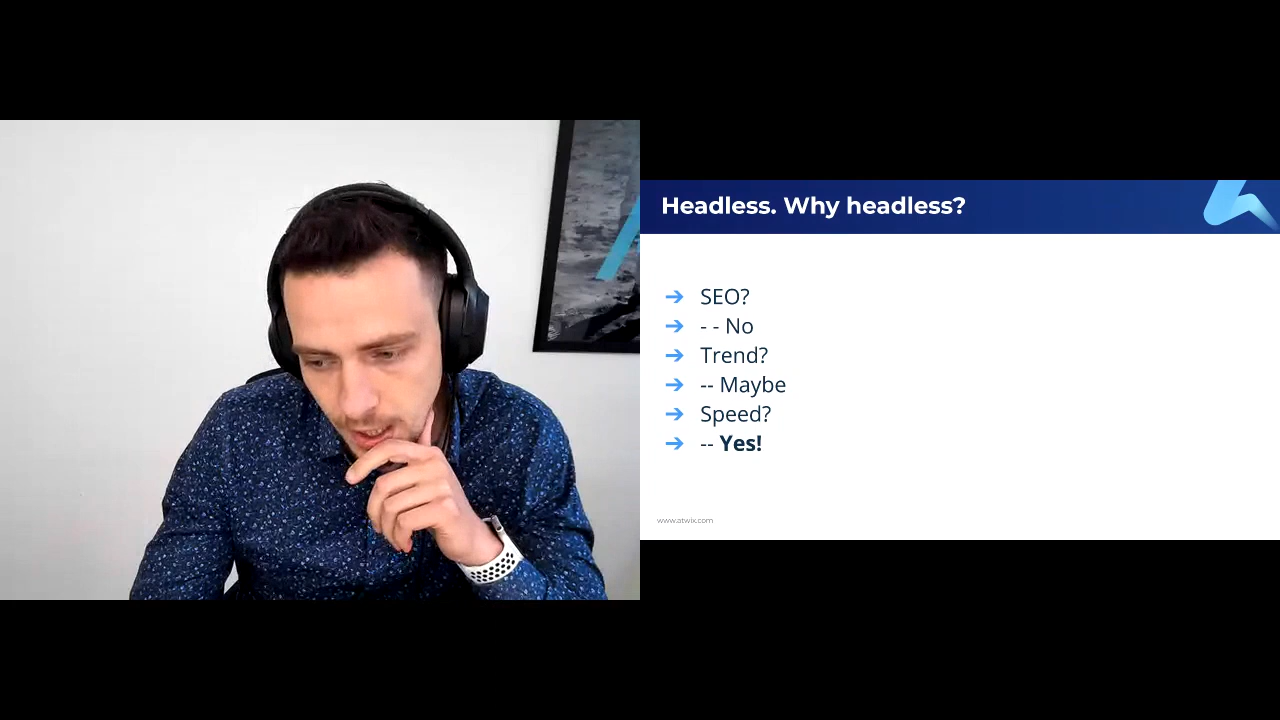 Headless. Why headless?
➔ SEO?
➔ - - No
➔ Trend?
➔ -- Maybe
➔ Speed?
➔ -- Yes!
www.atwix.com